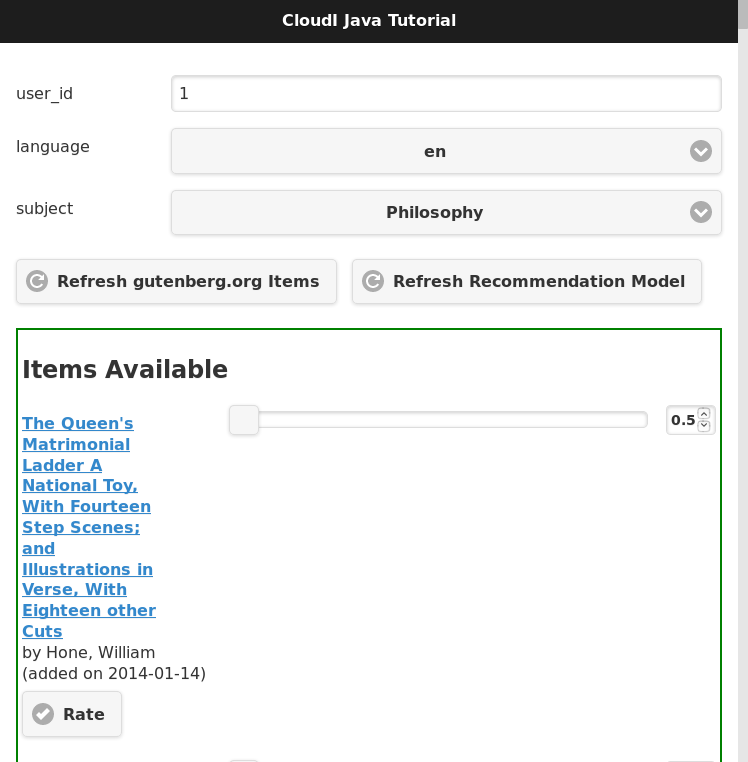 CloudI Java Tutorial
user_id
1
language
en
subject
Philosophy
Refresh gutenberg.org Items
Refresh Recommendation Model
Items Available
The Queen's
Matrimonial
Ladder A
National Toy,
With Fourteen
Step Scenes;
and
Illustrations in
Verse, With
Eighteen other
Cuts
0.5
by Hone, William
(added on 2014-01-14)
Rate